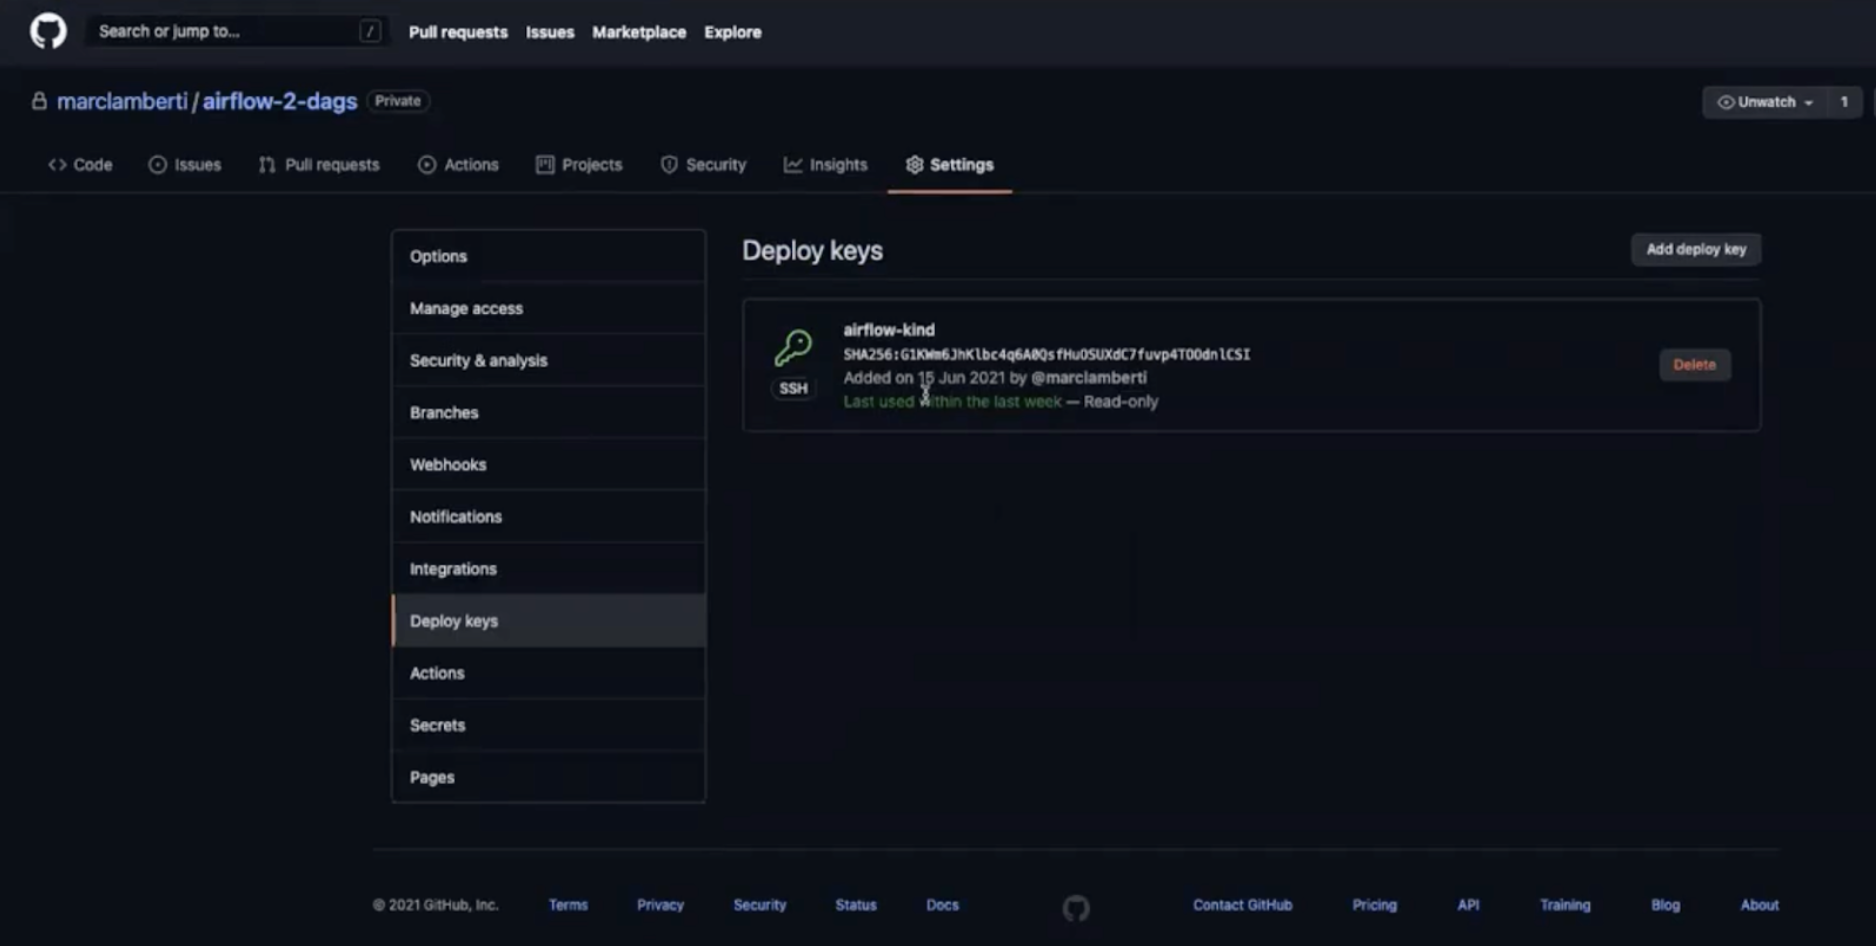 Search or jump to... /
Pull requests Issues Marketplace Explore
marclamberti / airflow-2-dags Private
Unwatch 1
Code Issues Pull requests Actions Projects Security Insights Settings
Options
Manage access
Security & analysis
Branches
Webhooks
Notifications
Integrations
Deploy keys
Actions
Secrets
Pages
Deploy keys
Add deploy key
airflow-kind
SHA256:G1KWm6JhKlbc4q6A0QsfHuOSUXdC7fuvp4TOOdnlCSI
Added on 15 Jun 2021 by @marclamberti
Last used within the last week — Read-only
SSH
Delete
© 2021 GitHub, Inc. Terms Privacy Security Status Docs Contact GitHub Pricing API Training Blog About